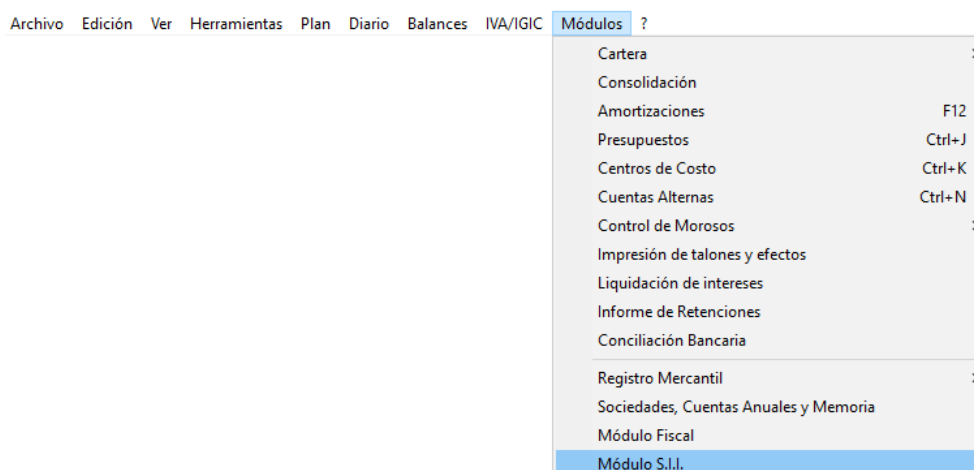 Archivo Edición Ver Herramientas Plan Diario Balances IVA/IGIC Módulos ?
Cartera
Consolidación
Amortizaciones F12
Presupuestos Ctrl+J
Centros de Costo Ctrl+K
Cuentas Alternas Ctrl+N
Control de Morosos
Impresión de talones y efectos
Liquidación de intereses
Informe de Retenciones
Conciliación Bancaria
Registro Mercantil
Sociedades, Cuentas Anuales y Memoria
Módulo Fiscal
Módulo S.I.I.